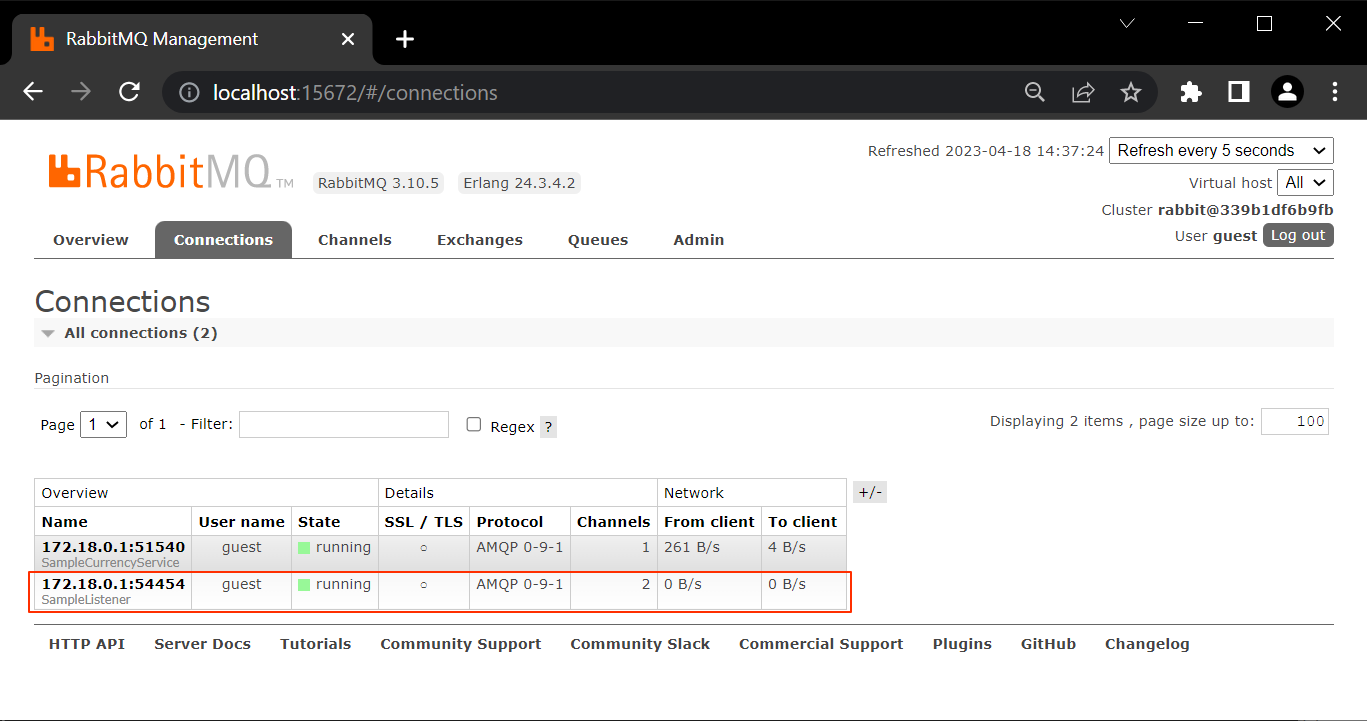 RabbitMQ Management
localhost:15672/#/connections
Refreshed 2023-04-18 14:37:24 Refresh every 5 seconds
RabbitMQ TM RabbitMQ 3.10.5 Erlang 24.3.4.2
Virtual host All
Cluster rabbit@339b1df6b9fb
User guest Log out
Overview Connections Channels Exchanges Queues Admin
Connections
All connections (2)
Pagination
Page 1 of 1 - Filter: Regex ? Displaying 2 items , page size up to: 100
Overview Details Network +/-
Name User name State SSL / TLS Protocol Channels From client To client
172.18.0.1:51540 guest running ○ AMQP 0-9-1 1 261 B/s 4 B/s
SampleCurrencyService
172.18.0.1:54454 guest running ○ AMQP 0-9-1 2 0 B/s 0 B/s
SampleListener
HTTP API Server Docs Tutorials Community Support Community Slack Commercial Support Plugins GitHub Changelog